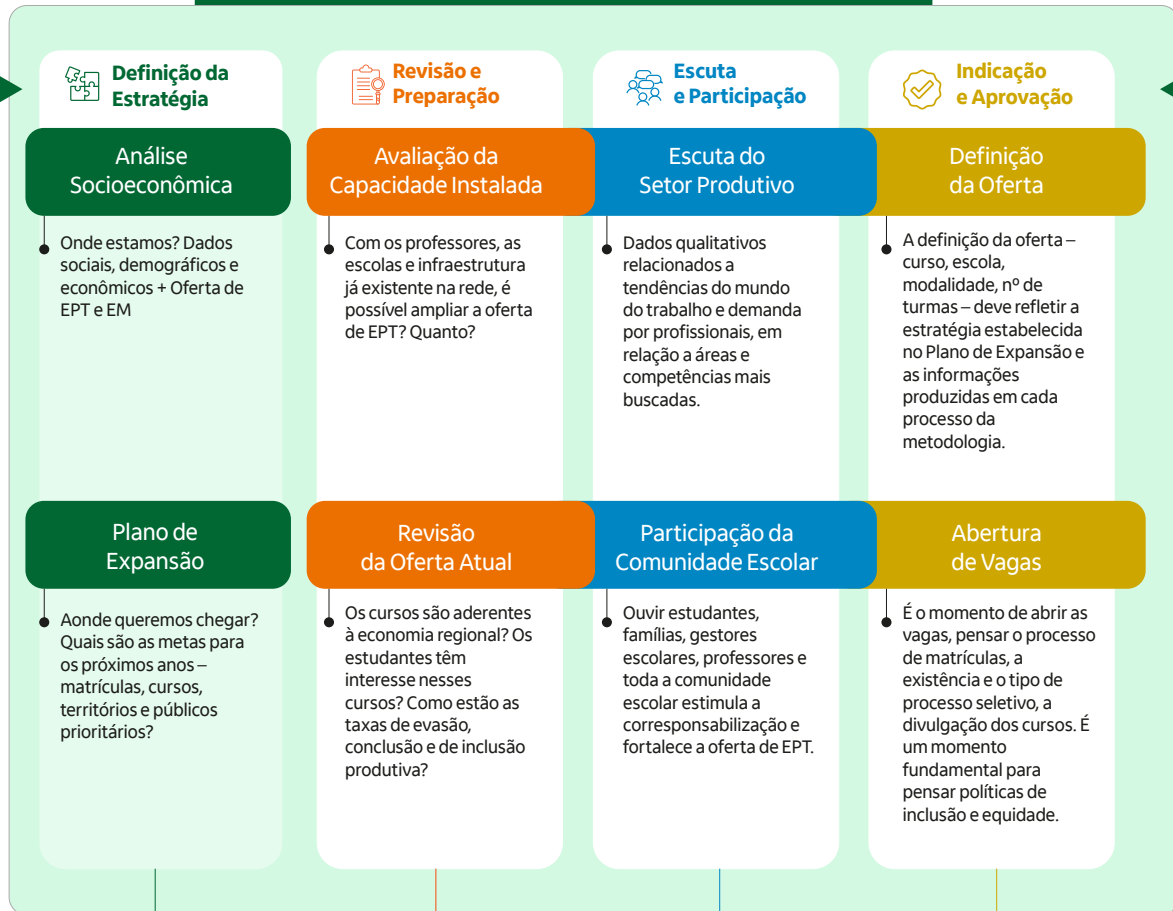 Definição da
Estratégia
Análise
Socioeconômica
Onde estamos? Dados
sociais, demográficos e
econômicos + Oferta de
EPT e EM
Plano de
Expansão
Aonde queremos chegar?
Quais são as metas para
os próximos anos –
matrículas, cursos,
territórios e públicos
prioritários?
Revisão e
Preparação
Avaliação da
Capacidade Instalada
Com os professores, as
escolas e infraestrutura
já existente na rede, é
possível ampliar a oferta
de EPT? Quanto?
Revisão
da Oferta Atual
Os cursos são aderentes
à economia regional? Os
estudantes têm
interesse nesses
cursos? Como estão as
taxas de evasão,
conclusão e de inclusão
produtiva?
Escuta
e Participação
Escuta do
Setor Produtivo
Dados qualitativos
relacionados a
tendências do mundo
do trabalho e demanda
por profissionais, em
relação a áreas e
competências mais
buscadas.
Participação da
Comunidade Escolar
Ouvir estudantes,
famílias, gestores
escolares, professores e
toda a comunidade
escolar estimula a
corresponsabilização e
fortalece a oferta de EPT.
Indicação
e Aprovação
Definição
da Oferta
A definição da oferta –
curso, escola,
modalidade, nº de
turmas – deve refletir a
estratégia estabelecida
no Plano de Expansão e
as informações
produzidas em cada
processo da
metodologia.
Abertura
de Vagas
É o momento de abrir as
vagas, pensar o processo
de matrículas, a
existência e o tipo de
processo seletivo, a
divulgação dos cursos. É
um momento
fundamental para
pensar políticas de
inclusão e equidade.